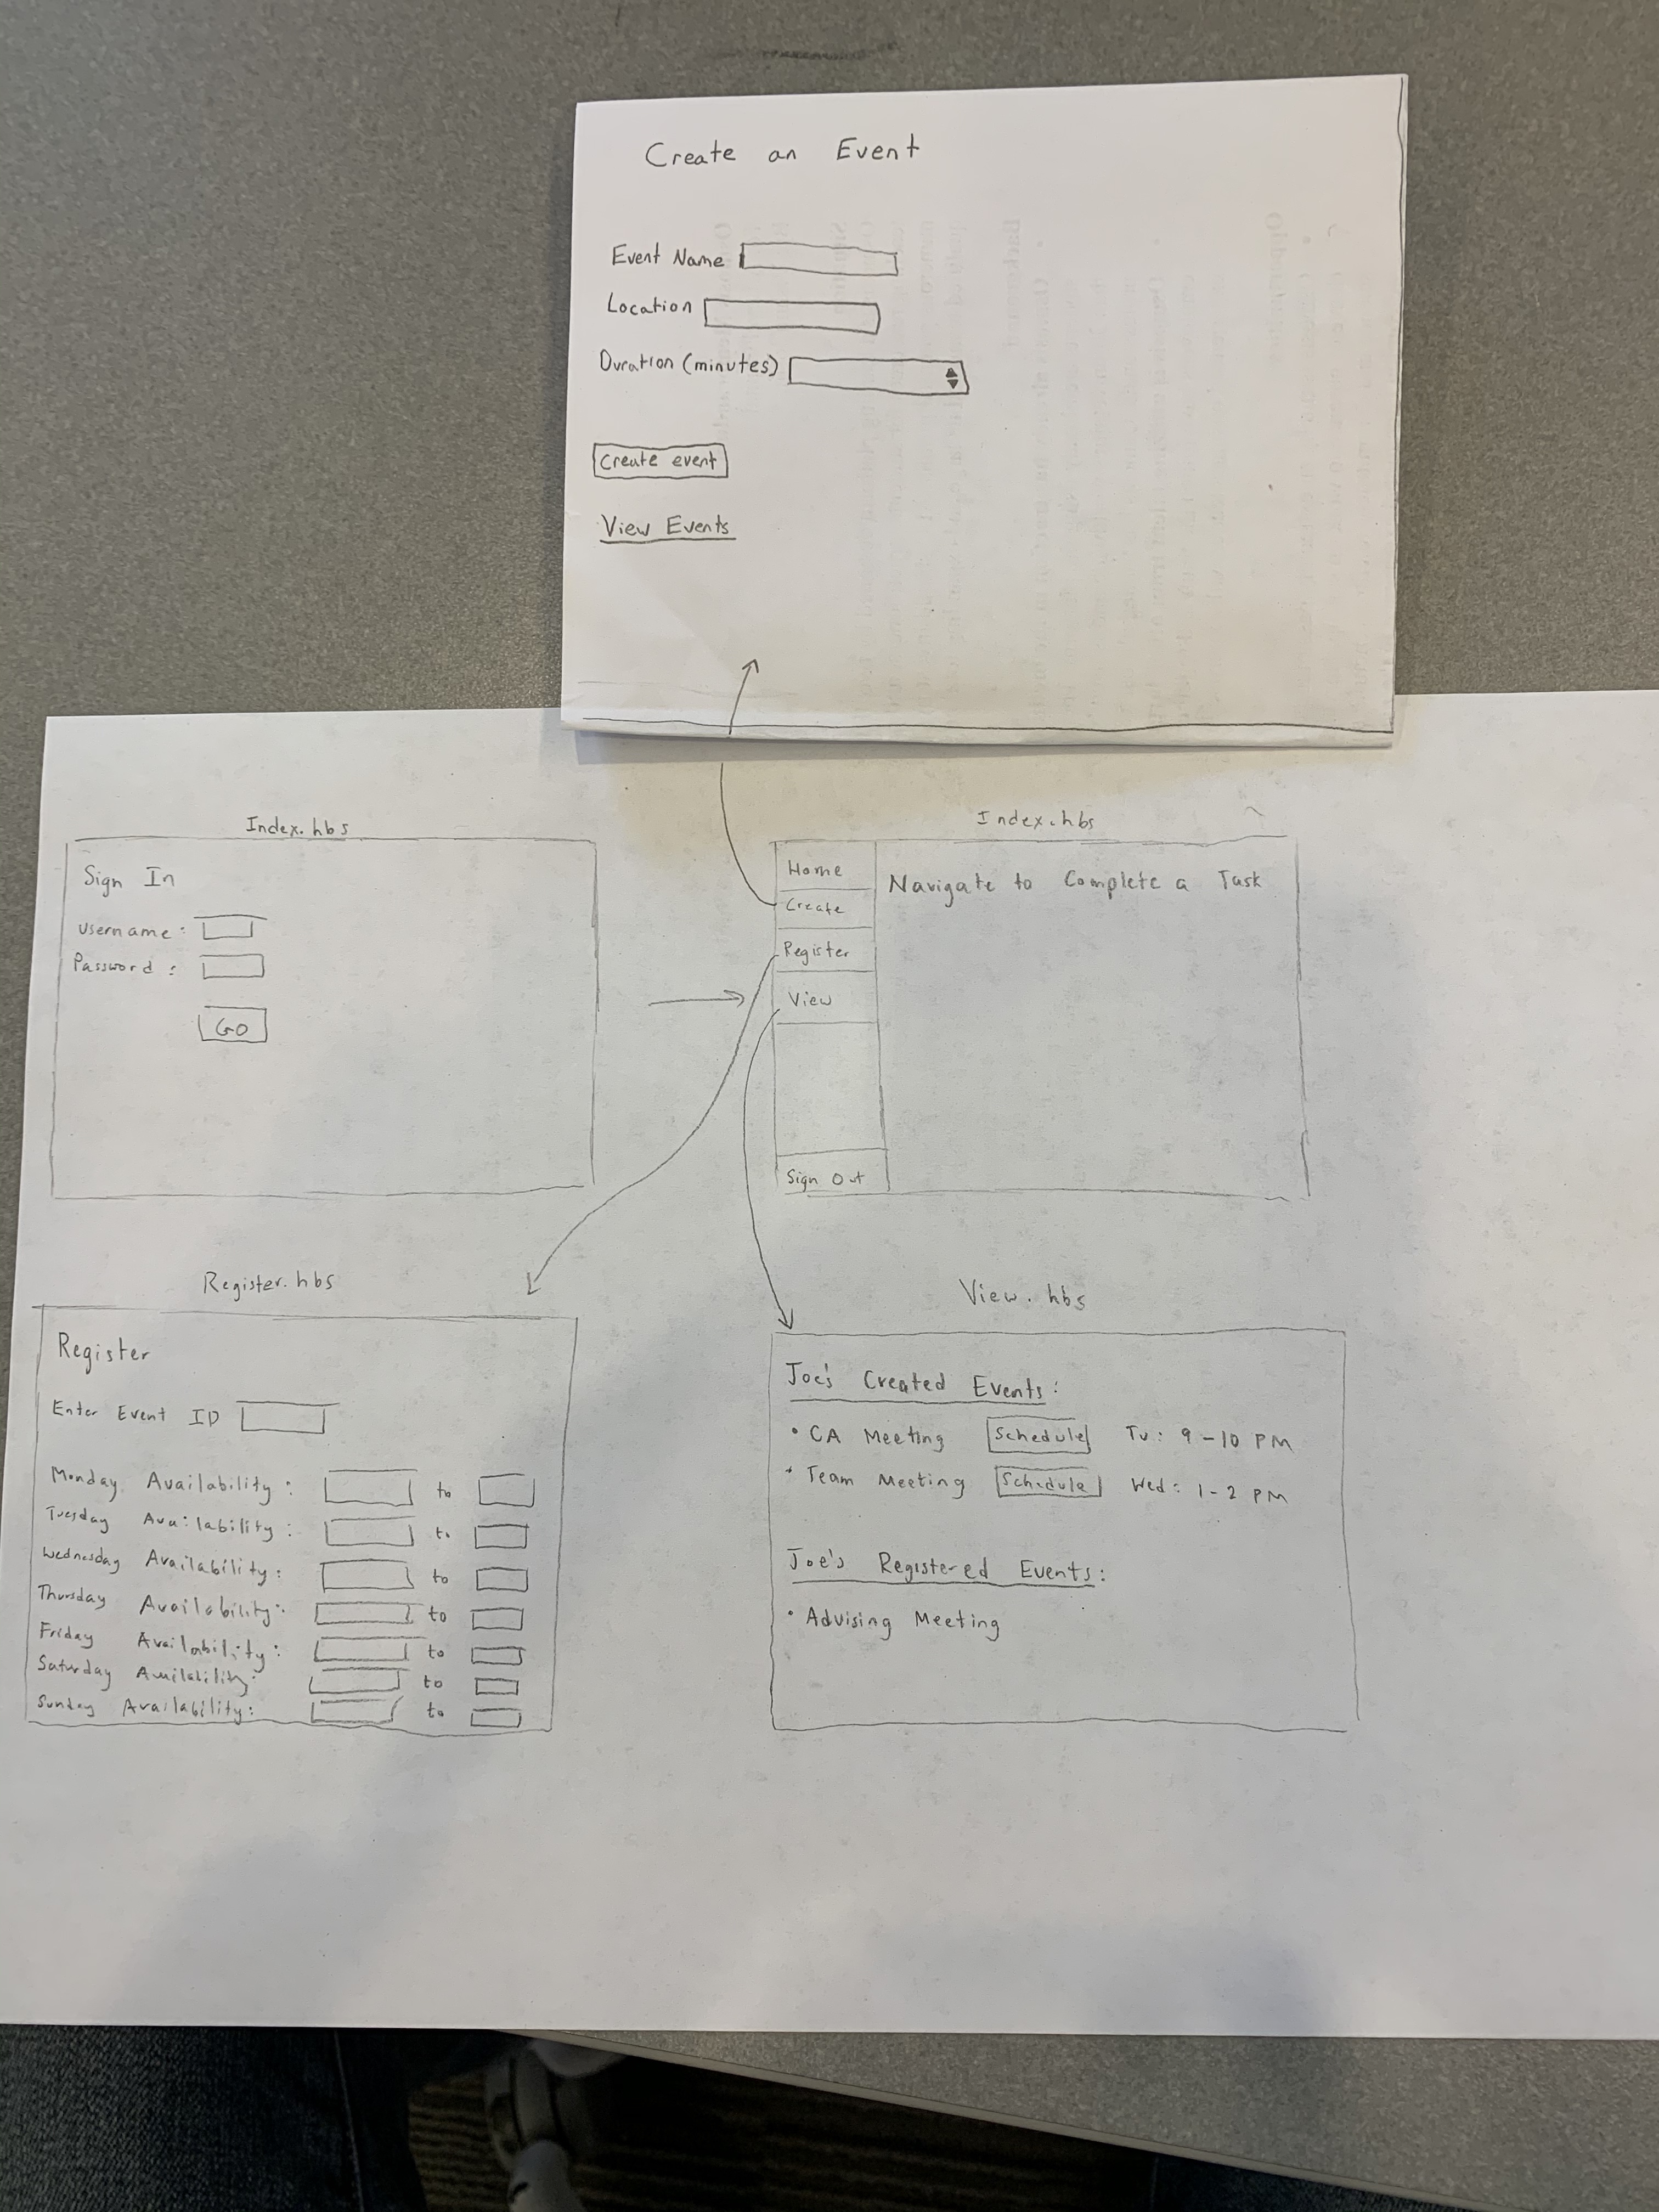 Create an Event
Event Name
Location
Duration (minutes)
Create event
View Events
Index.hbs
Sign In
Username:
Password:
GO
Index.hbs
Home
Create
Register
View
Sign Out
Navigate to Complete a Task
Register.hbs
Register
Enter Event ID
Monday Availability: to
Tuesday Availability: to
Wednesday Availability: to
Thursday Availability: to
Friday Availability: to
Saturday Availability: to
Sunday Availability: to
View.hbs
Joe's Created Events:
• CA Meeting Schedule Tu: 9-10 PM
• Team Meeting Schedule Wed: 1-2 PM
Joe's Registered Events:
• Advising Meeting